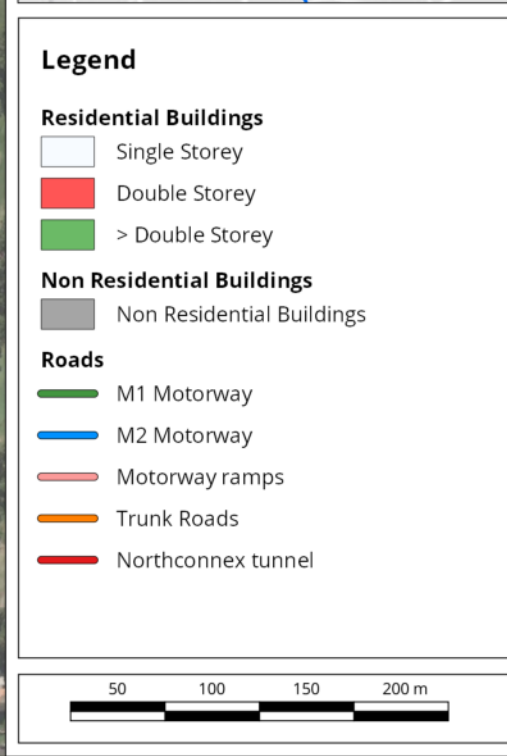 Legend
Residential Buildings
Single Storey
Double Storey
> Double Storey
Non Residential Buildings
Non Residential Buildings
Roads
M1 Motorway
M2 Motorway
Motorway ramps
Trunk Roads
Northconnex tunnel
50 100 150 200 m